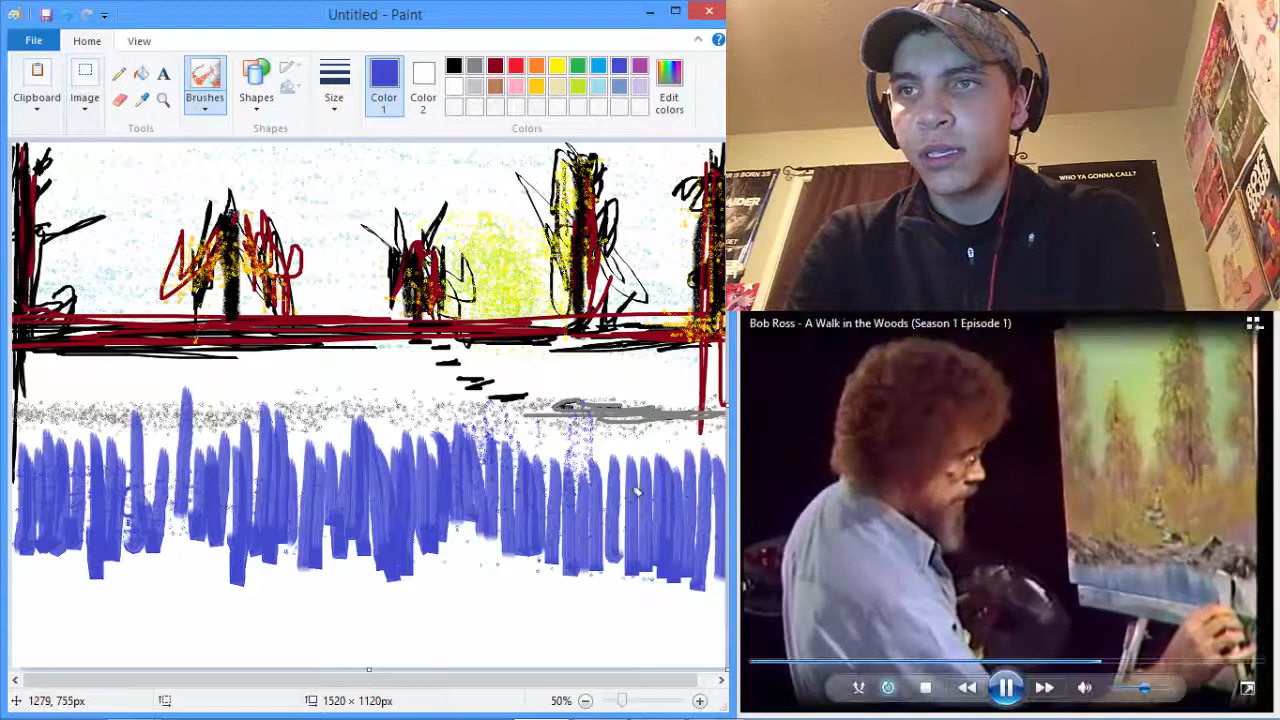 Untitled - Paint
File
Home
View
Clipboard
Image
Tools
Brushes
Shapes
Shapes
Size
Color 1
Color 2
Edit colors
Colors
1279, 755px
1520 × 1120px
50%
WHO YA GONNA CALL?
Bob Ross - A Walk in the Woods (Season 1 Episode 1)